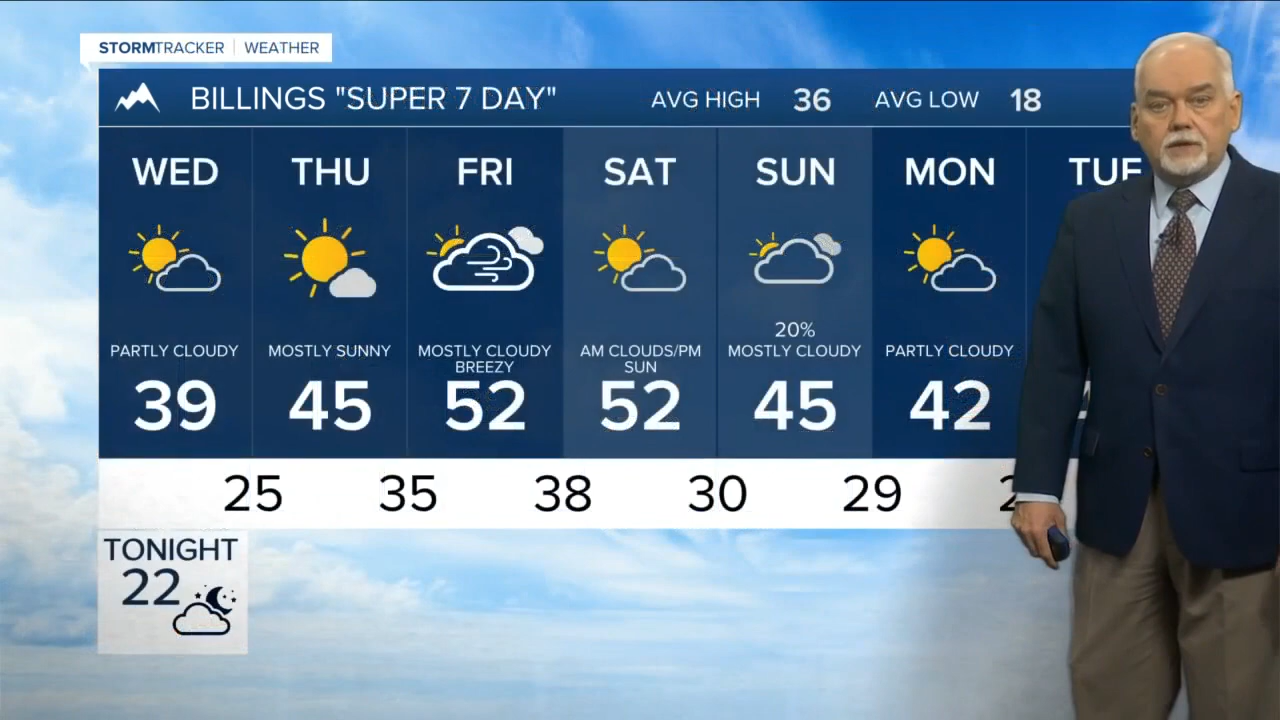 STORMTRACKER | WEATHER
BILLINGS "SUPER 7 DAY" AVG HIGH 36 AVG LOW 18
WED THU FRI SAT SUN MON TUE
20%
PARTLY CLOUDY MOSTLY SUNNY MOSTLY CLOUDY AM CLOUDS/PM MOSTLY CLOUDY PARTLY CLOUDY
BREEZY SUN
39 45 52 52 45 42
25 35 38 30 29
TONIGHT
22